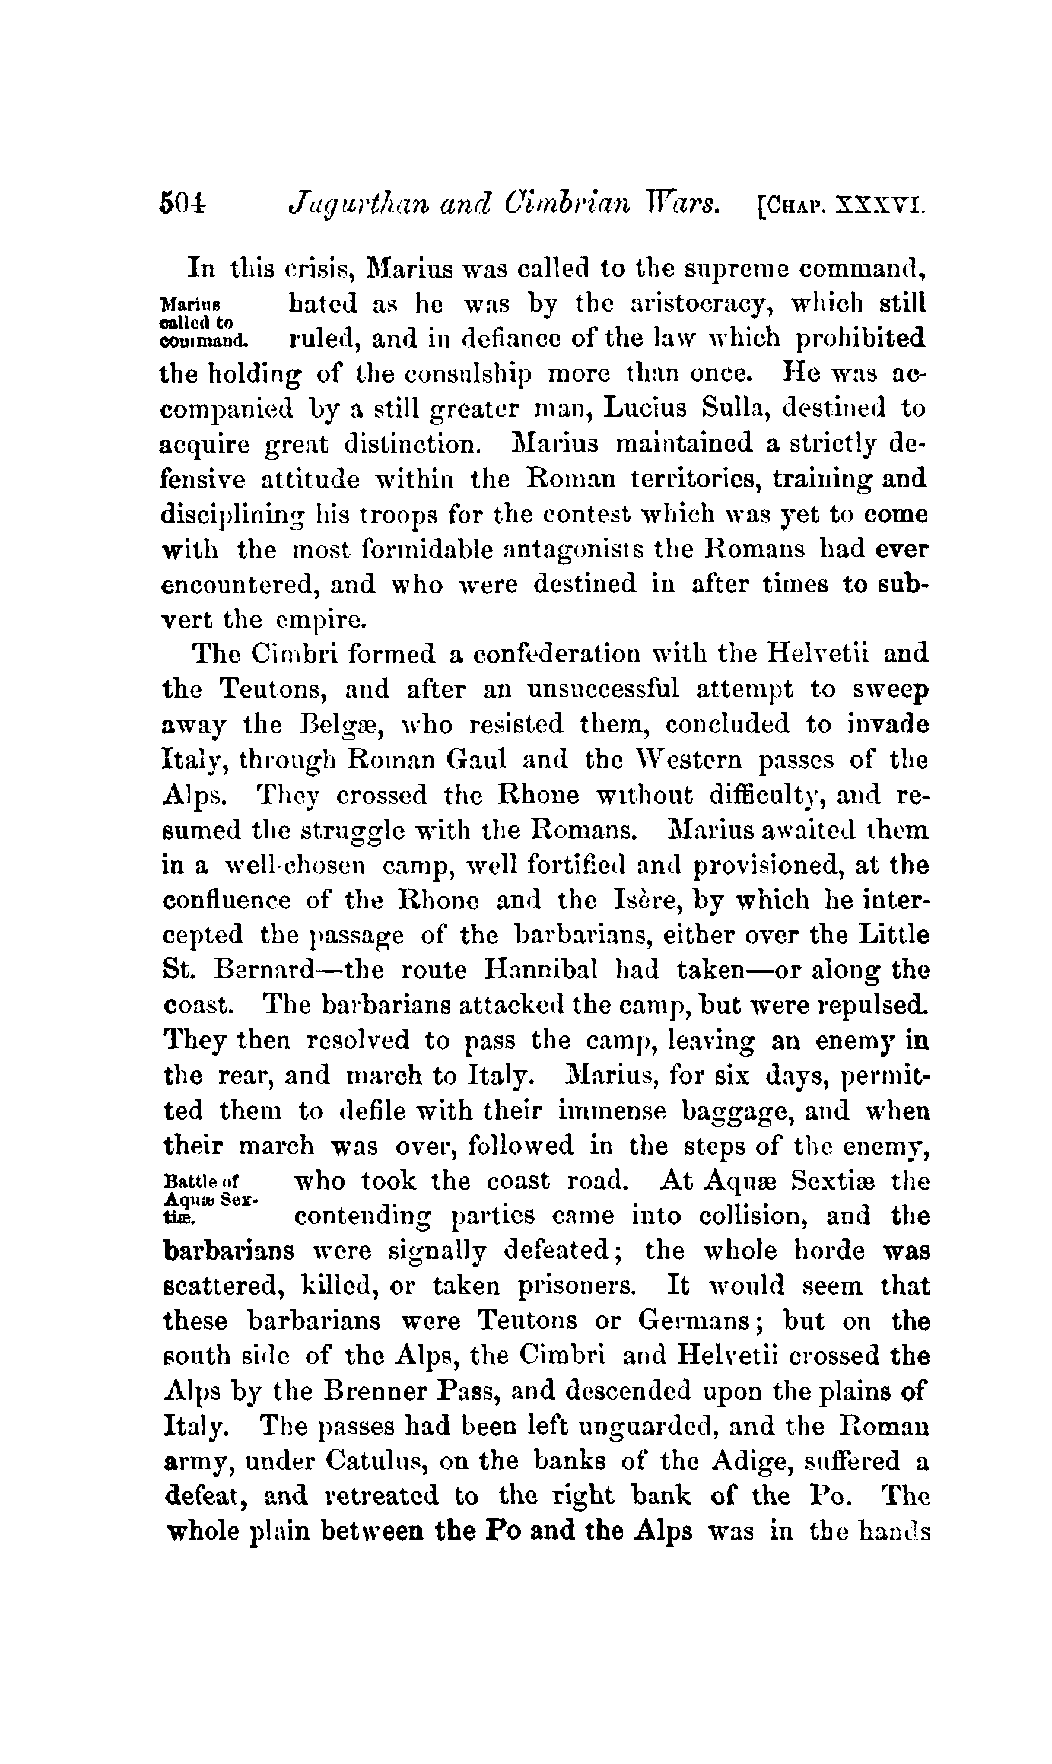 504 Jugurthan and Cimbrian Wars. [CHAP. XXXVI.
In this crisis, Marius was called to the supreme command,
Marius called to command.
hated as he was by the aristocracy, which still
ruled, and in defiance of the law which prohibited
the holding of the consulship more than once. He was ac-
companied by a still greater man, Lucius Sulla, destined to
acquire great distinction. Marius maintained a strictly de-
fensive attitude within the Roman territories, training and
disciplining his troops for the contest which was yet to come
with the most formidable antagonists the Romans had ever
encountered, and who were destined in after times to sub-
vert the empire.
The Cimbri formed a confederation with the Helvetii and
the Teutons, and after an unsuccessful attempt to sweep
away the Belgæ, who resisted them, concluded to invade
Italy, through Roman Gaul and the Western passes of the
Alps. They crossed the Rhone without difficulty, and re-
sumed the struggle with the Romans. Marius awaited them
in a well-chosen camp, well fortified and provisioned, at the
confluence of the Rhone and the Isère, by which he inter-
cepted the passage of the barbarians, either over the Little
St. Bernard—the route Hannibal had taken—or along the
coast. The barbarians attacked the camp, but were repulsed.
They then resolved to pass the camp, leaving an enemy in
the rear, and march to Italy. Marius, for six days, permit-
ted them to defile with their immense baggage, and when
their march was over, followed in the steps of the enemy,
Battle of Aquæ Sex-tiæ.
who took the coast road. At Aquæ Sextiæ the
contending parties came into collision, and the
barbarians were signally defeated; the whole horde was
scattered, killed, or taken prisoners. It would seem that
these barbarians were Teutons or Germans; but on the
south side of the Alps, the Cimbri and Helvetii crossed the
Alps by the Brenner Pass, and descended upon the plains of
Italy. The passes had been left unguarded, and the Roman
army, under Catulus, on the banks of the Adige, suffered a
defeat, and retreated to the right bank of the Po. The
whole plain between the Po and the Alps was in the hands